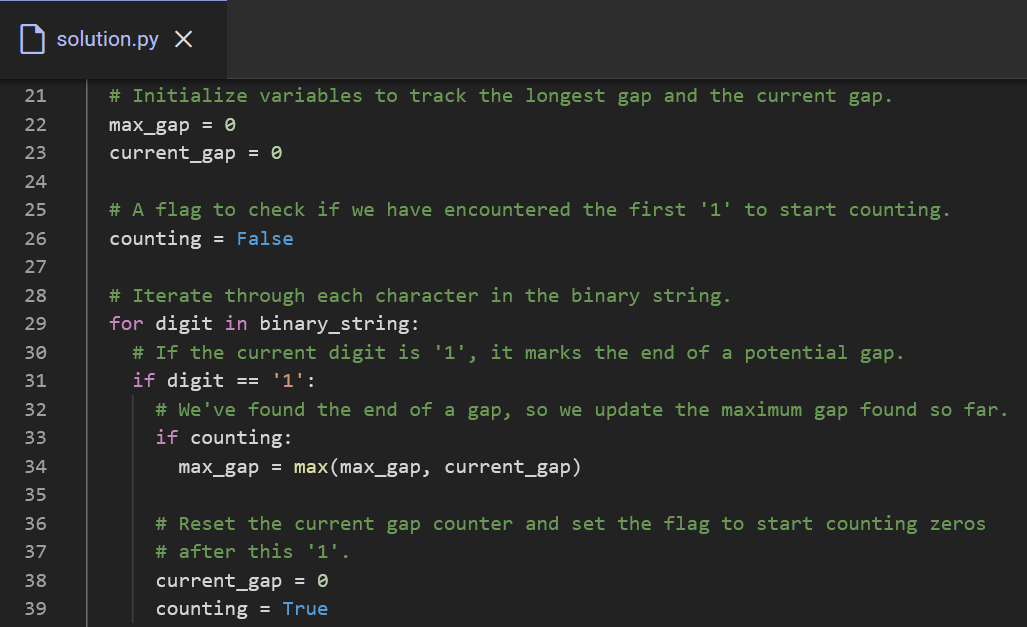 solution.py
21 # Initialize variables to track the longest gap and the current gap.
22 max_gap = 0
23 current_gap = 0
24
25 # A flag to check if we have encountered the first '1' to start counting.
26 counting = False
27
28 # Iterate through each character in the binary string.
29 for digit in binary_string:
30 # If the current digit is '1', it marks the end of a potential gap.
31 if digit == '1':
32 # We've found the end of a gap, so we update the maximum gap found so far.
33 if counting:
34 max_gap = max(max_gap, current_gap)
35
36 # Reset the current gap counter and set the flag to start counting zeros
37 # after this '1'.
38 current_gap = 0
39 counting = True